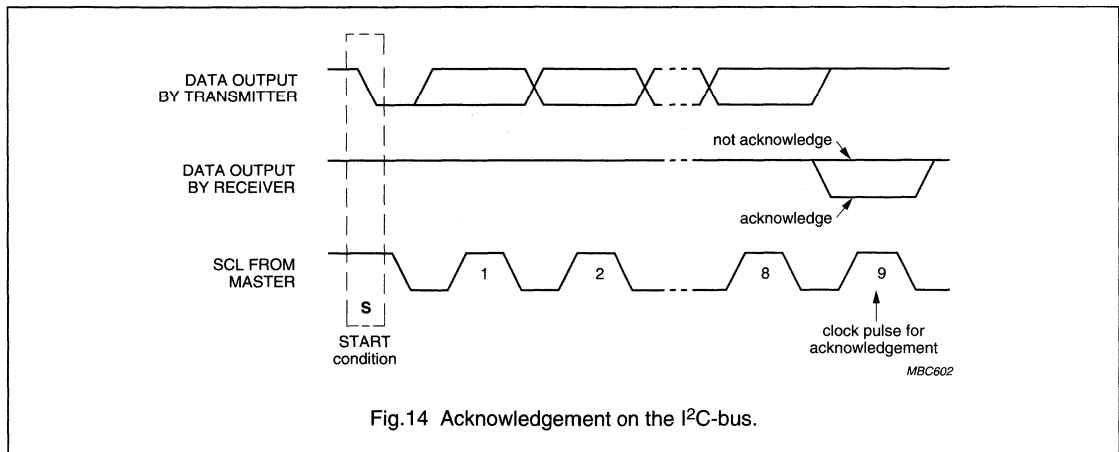 DATA OUTPUT
BY TRANSMITTER
not acknowledge
DATA OUTPUT
BY RECEIVER
acknowledge
SCL FROM
MASTER
1
2
8
9
S
START
condition
clock pulse for
acknowledgement
MBC602
Fig.14 Acknowledgement on the I²C-bus.